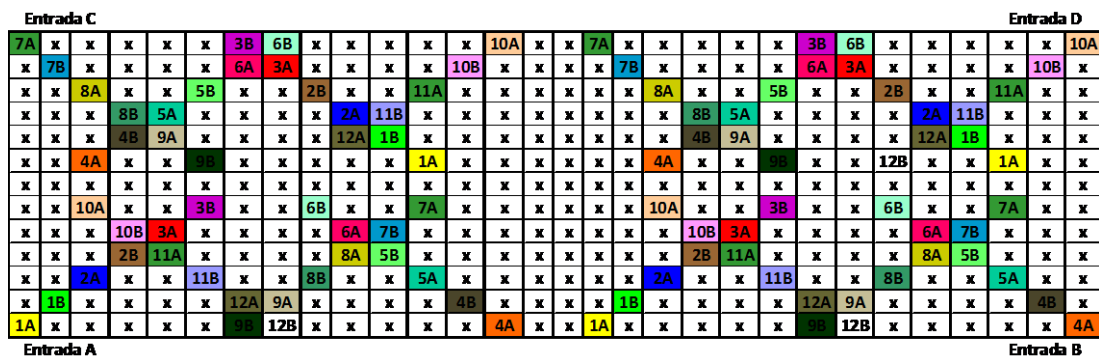 Entrada C Entrada D
7A x x x x x 3B 6B x x x x x 10A x x 7A x x x x x 3B 6B x x x x x 10A
x 7B x x x x 6A 3A x x x x 10B x x x x 7B x x x x 6A 3A x x x x 10B x
x x 8A x x 5B x x 2B x x 11A x x x x x x 8A x x 5B x x 2B x x 11A x x
x x x 8B 5A x x x x 2A 11B x x x x x x x x 8B 5A x x x x 2A 11B x x x
x x x 4B 9A x x x x 12A 1B x x x x x x x x 4B 9A x x x x 12A 1B x x x
x x 4A x x 9B x x x x x 1A x x x x x x 4A x x 9B x x 12B x x 1A x x
x x x x x x x x x x x x x x x x x x x x x x x x x x x x x x
x x 10A x x 3B x x 6B x x 7A x x x x x x 10A x x 3B x x 6B x x 7A x x
x x x 10B 3A x x x x 6A 7B x x x x x x x x 10B 3A x x x x 6A 7B x x x
x x x 2B 11A x x x x 8A 5B x x x x x x x x 2B 11A x x x x 8A 5B x x x
x x 2A x x 11B x x 8B x x 5A x x x x x x 2A x x 11B x x 8B x x 5A x x
x 1B x x x x 12A 9A x x x x 4B x x x x 1B x x x x 12A 9A x x x x 4B x
1A x x x x x 9B 12B x x x x x 4A x x 1A x x x x x 9B 12B x x x x x 4A
Entrada A Entrada B